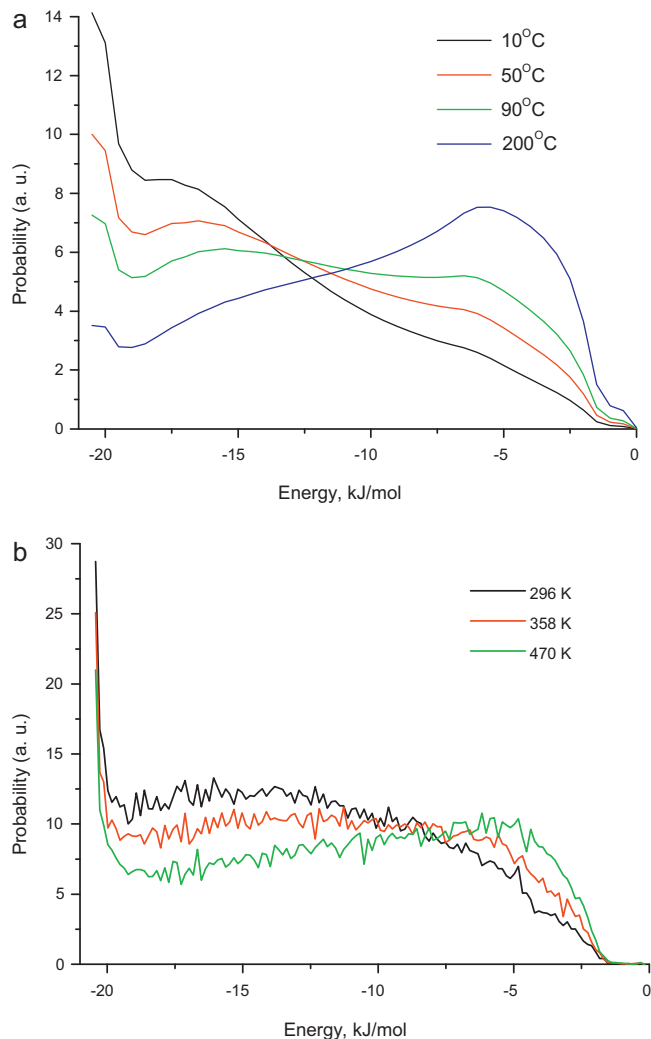 a
14
12
10
8
6
4
2
0
Probability (a. u.)
10°C
50°C
90°C
200°C
-20 -15 -10 -5 0
Energy, kJ/mol
b
30
25
20
15
10
5
0
Probability (a. u.)
296 K
358 K
470 K
-20 -15 -10 -5 0
Energy, kJ/mol